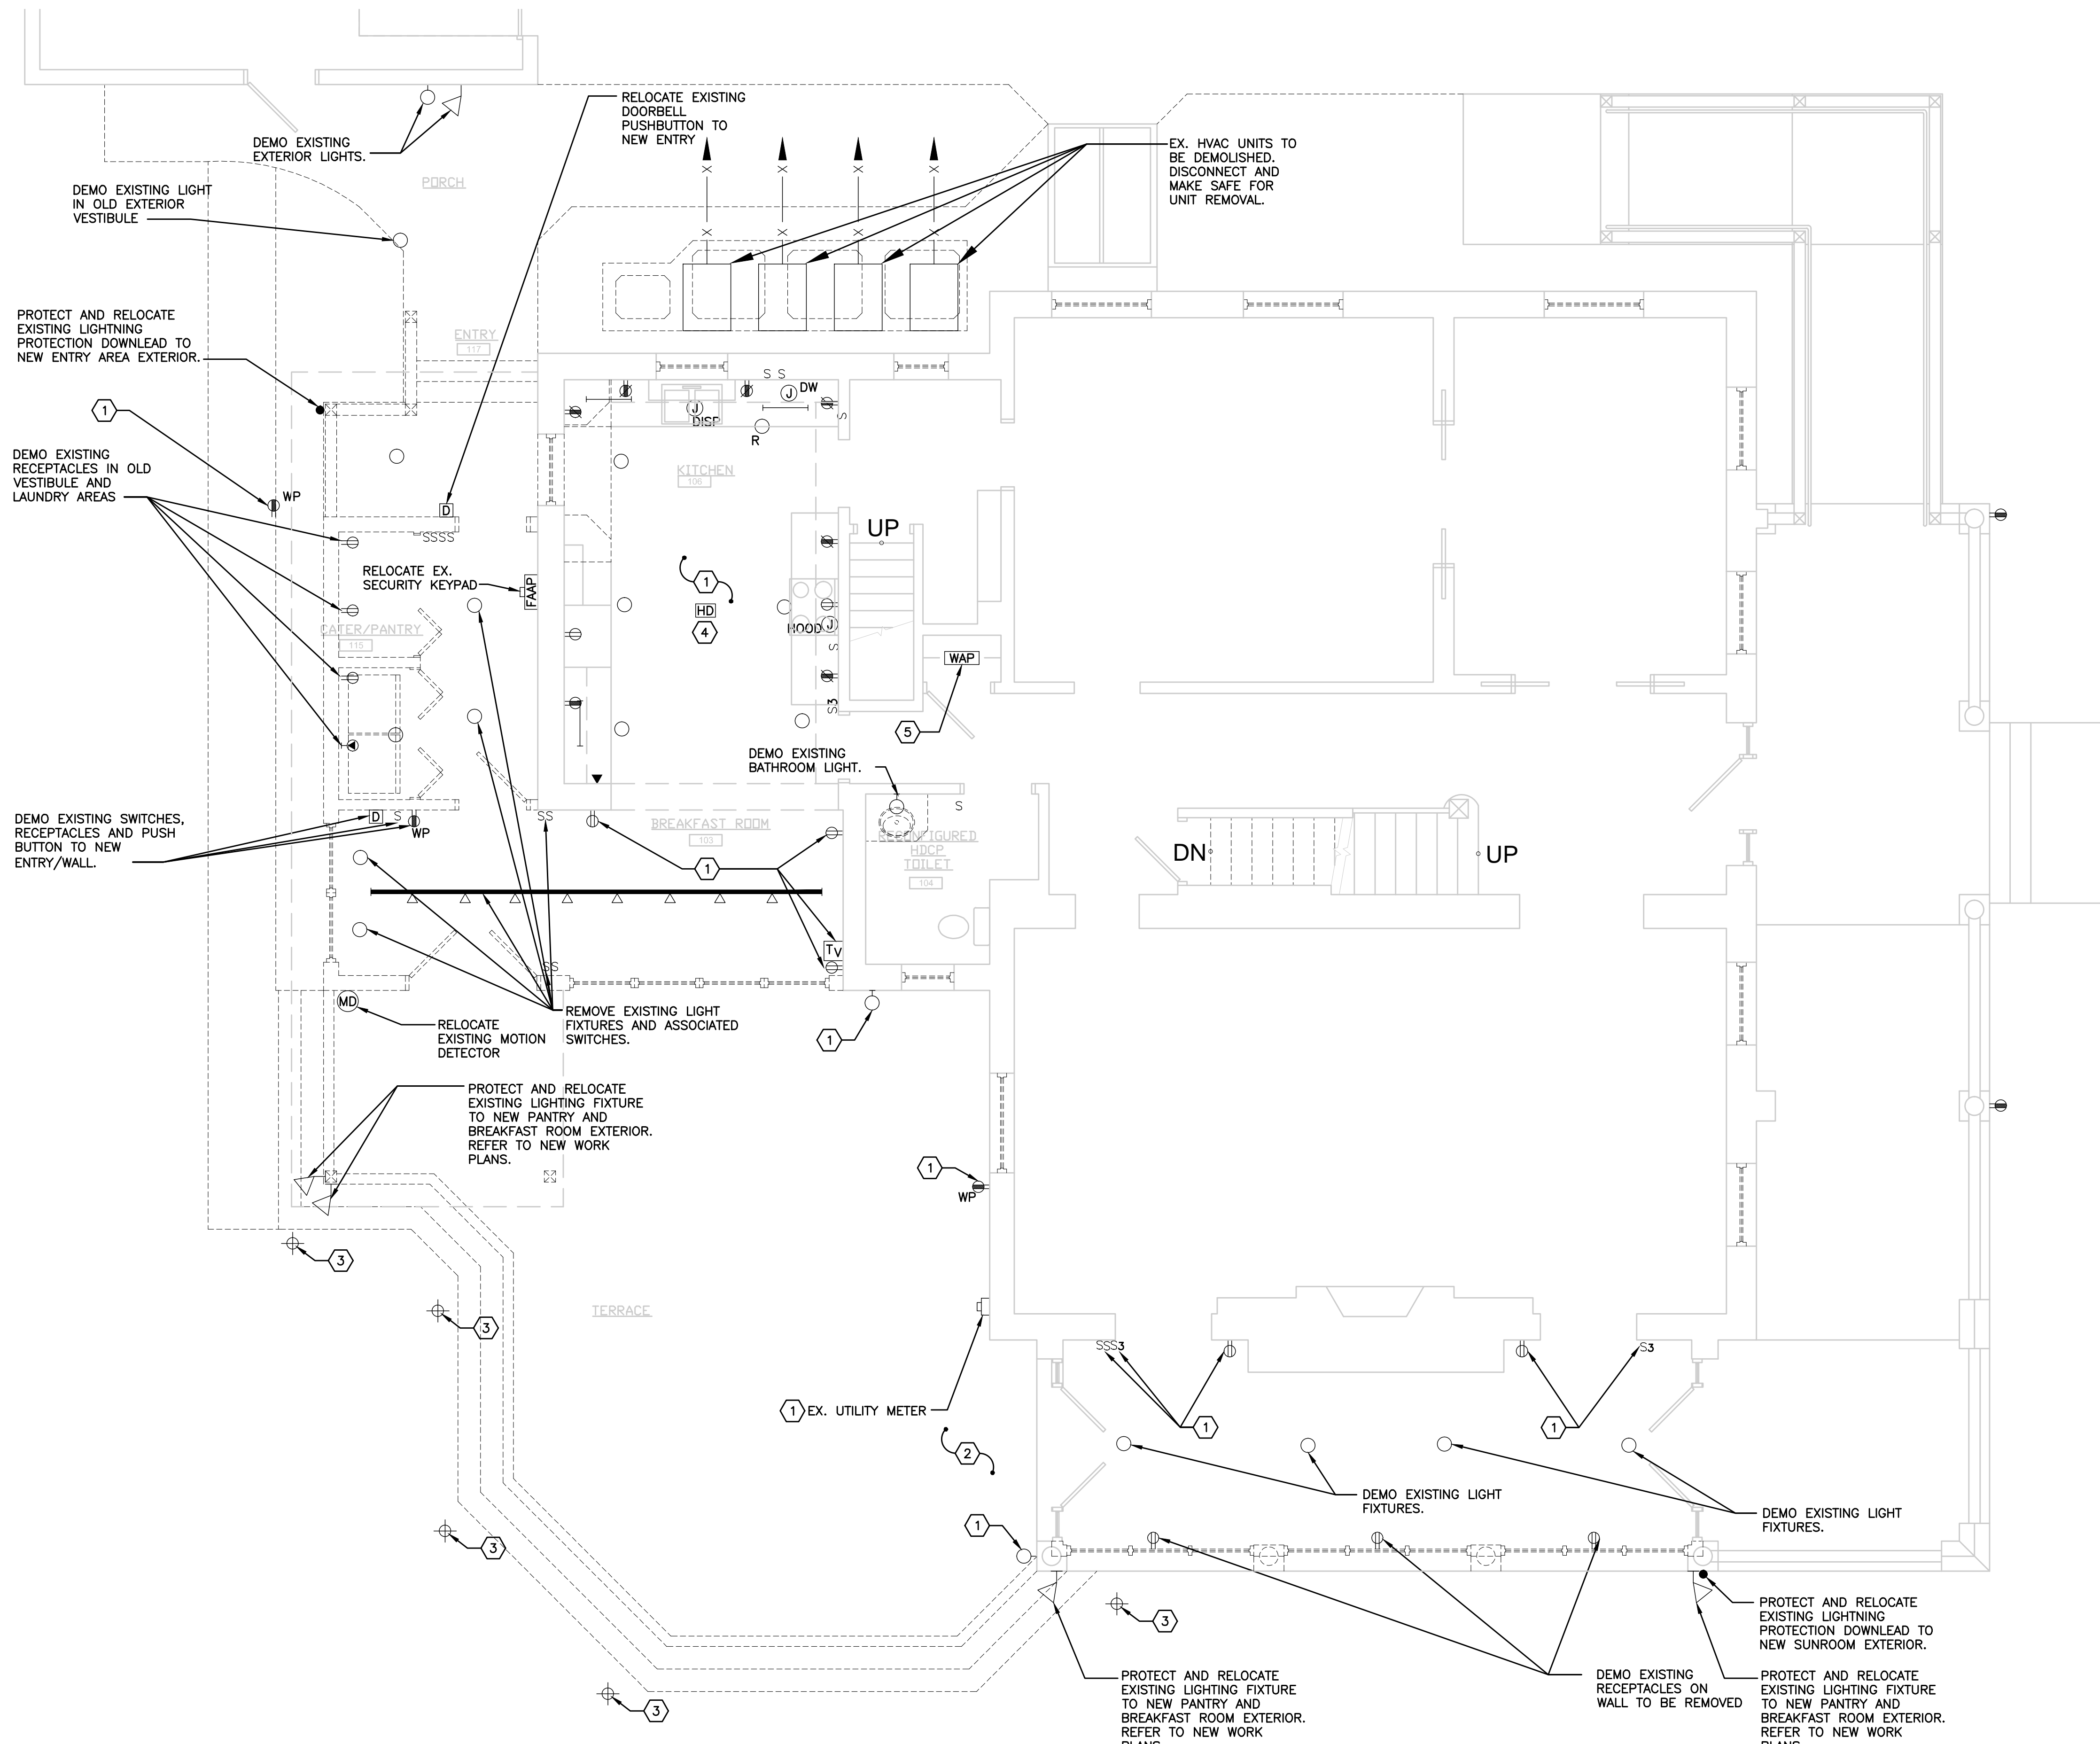 RELOCATE EXISTING
DOORBELL
PUSHBUTTON TO
NEW ENTRY
DEMO EXISTING
EXTERIOR LIGHTS.
EX. HVAC UNITS TO
BE DEMOLISHED.
DISCONNECT AND
MAKE SAFE FOR
UNIT REMOVAL.
PORCH
DEMO EXISTING LIGHT
IN OLD EXTERIOR
VESTIBULE
X X X X
X X X X
PROTECT AND RELOCATE
EXISTING LIGHTNING
PROTECTION DOWNLEAD TO
NEW ENTRY AREA EXTERIOR.
ENTRY
117
S S
J
DW
J
DISP
S
R
1
DEMO EXISTING
RECEPTACLES IN OLD
VESTIBULE AND
LAUNDRY AREAS
WP
D
SSSS
KITCHEN
106
UP
RELOCATE EX.
SECURITY KEYPAD
FAAP
1
HD
4
HOOD
J
S
CATER/PANTRY
115
WAP
S3
5
DEMO EXISTING
BATHROOM LIGHT.
S
DEMO EXISTING SWITCHES,
RECEPTACLES AND PUSH
BUTTON TO NEW
ENTRY/WALL.
D
S
WP
SS
BREAKFAST ROOM
103
1
RECONFIGURED
HDCP
TOILET
104
DN
UP
TV
SS
MD
RELOCATE
EXISTING MOTION
DETECTOR
REMOVE EXISTING LIGHT
FIXTURES AND ASSOCIATED
SWITCHES.
1
PROTECT AND RELOCATE
EXISTING LIGHTING FIXTURE
TO NEW PANTRY AND
BREAKFAST ROOM EXTERIOR.
REFER TO NEW WORK
PLANS.
1
WP
3
3
TERRACE
SSS3
S3
1 EX. UTILITY METER
1
1
2
DEMO EXISTING LIGHT
FIXTURES.
DEMO EXISTING LIGHT
FIXTURES.
1
3
3
3
PROTECT AND RELOCATE
EXISTING LIGHTNING
PROTECTION DOWNLEAD TO
NEW SUNROOM EXTERIOR.
PROTECT AND RELOCATE
EXISTING LIGHTING FIXTURE
TO NEW PANTRY AND
BREAKFAST ROOM EXTERIOR.
REFER TO NEW WORK
PLANS
DEMO EXISTING
RECEPTACLES ON
WALL TO BE REMOVED
PROTECT AND RELOCATE
EXISTING LIGHTING FIXTURE
TO NEW PANTRY AND
BREAKFAST ROOM EXTERIOR.
REFER TO NEW WORK
PLANS